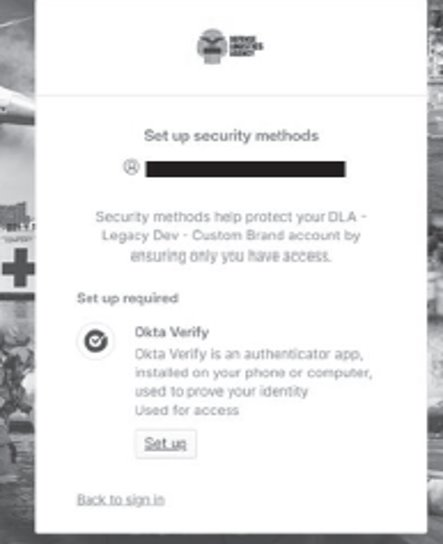 DEFENSE
LOGISTICS
AGENCY
Set up security methods
Security methods help protect your DLA -
Legacy Dev - Custom Brand account by
ensuring only you have access.
Set up required
Okta Verify
Okta Verify is an authenticator app,
installed on your phone or computer,
used to prove your identity
Used for access
Set up
Back to sign in